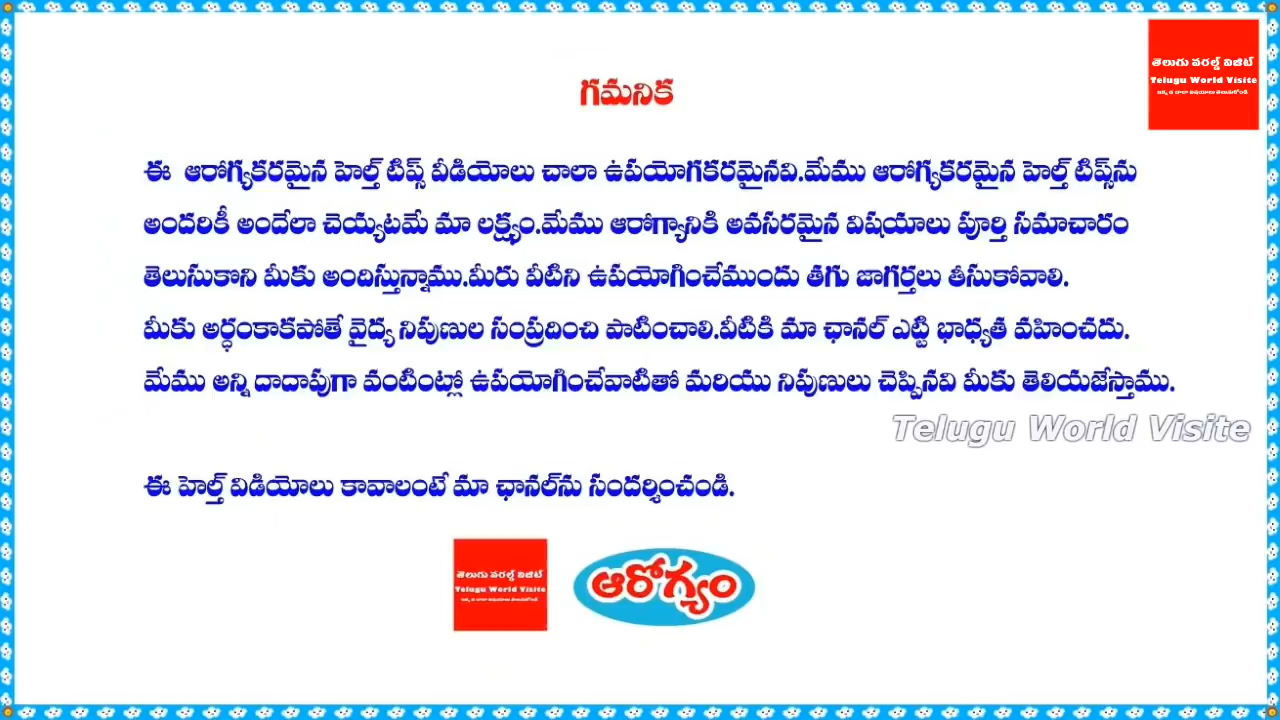 తెలుగు వరల్డ్ విజిట్
Telugu World Visite
గమనిక
ఈ ఆరోగ్యకరమైన హెల్త్ టిప్స్ వీడియోలు చాలా ఉపయోగకరమైనవి.మేము ఆరోగ్యకరమైన హెల్త్ టిప్స్‌ను
అందరికీ అందేలా చెయ్యటమే మా లక్ష్యం.మేము ఆరోగ్యానికి అవసరమైన విషయాలు పూర్తి సమాచారం
తెలుసుకొని మీకు అందిస్తున్నాము.మీరు వీటిని ఉపయోగించేముందు తగు జాగర్తలు తీసుకోవాలి.
మీకు అర్ధంకాకపోతే వైద్య నిపుణుల సంప్రదించి పాటించాలి.వీటికి మా ఛానల్ ఎట్టి భాధ్యత వహించదు.
మేము అన్ని దాదాపుగా వంటింట్లో ఉపయోగించేవాటితో మరియు నిపుణులు చెప్పినవి మీకు తెలియజేస్తాము.
Telugu World Visite
ఈ హెల్త్ విడియోలు కావాలంటే మా ఛానల్‌ను సందర్శించండి.
తెలుగు వరల్డ్ విజిట్
Telugu World Visite
ఆరోగ్యం